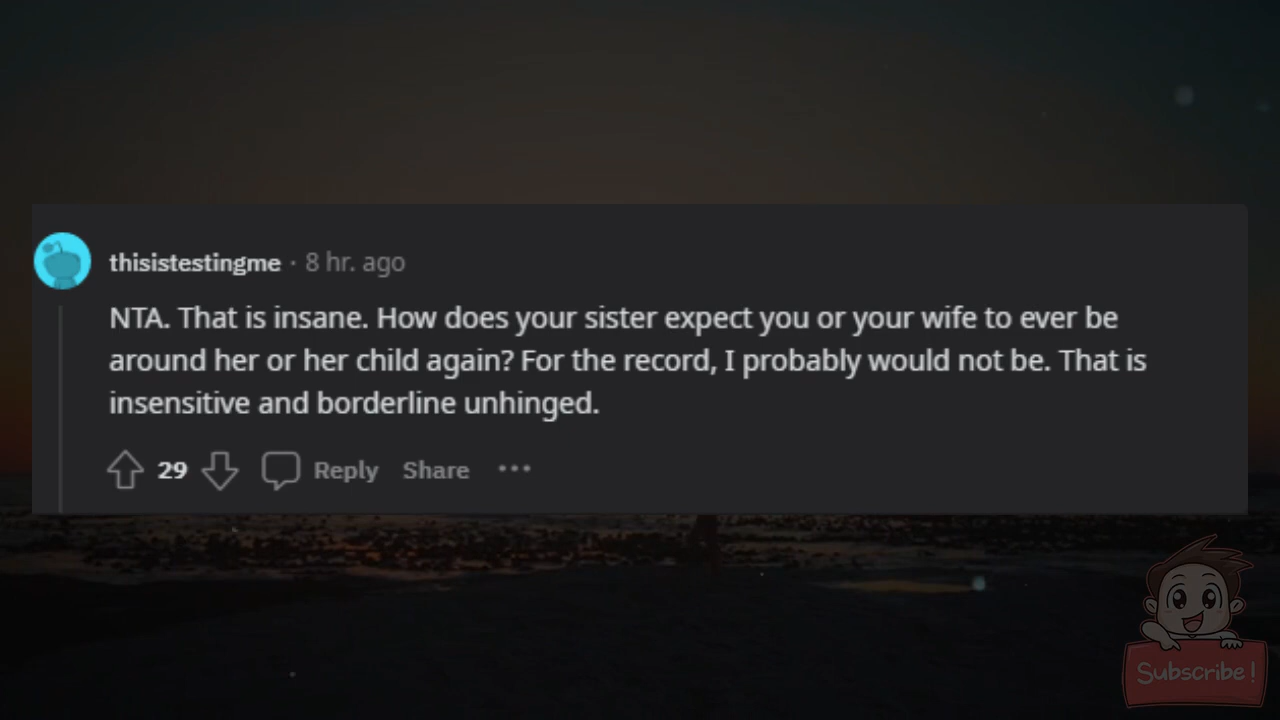 thisistestingme · 8 hr. ago
NTA. That is insane. How does your sister expect you or your wife to ever be
around her or her child again? For the record, I probably would not be. That is
insensitive and borderline unhinged.
29 Reply Share ···
Subscribe!